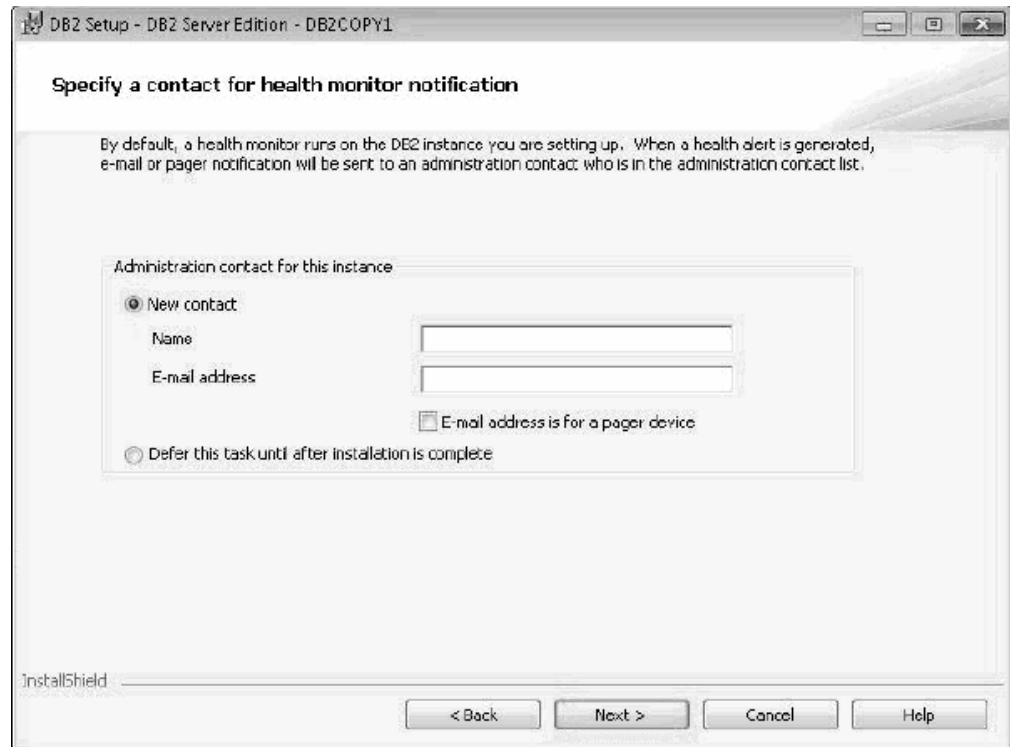 DB2 Setup - DB2 Server Edition - DB2COPY1
Specify a contact for health monitor notification
By default, a health monitor runs on the DB2 instance you are setting up. When a health alert is generated,
e-mail or pager notification will be sent to an administration contact who is in the administration contact list.
Administration contact for this instance
New contact
Name
E-mail address
E-mail address is for a pager device
Defer this task until after installation is complete
InstallShield
< Back Next > Cancel Help